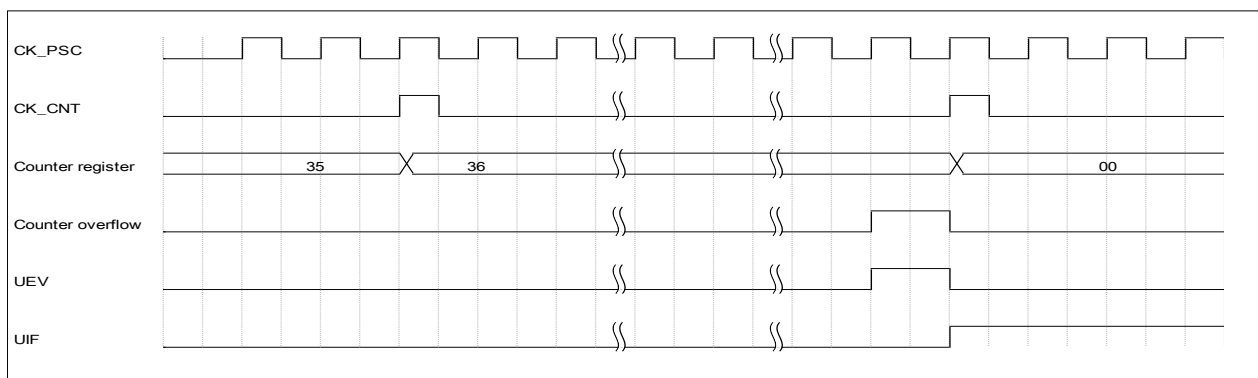 CK_PSC
CK_CNT
Counter register 35 36 00
Counter overflow
UEV
UIF